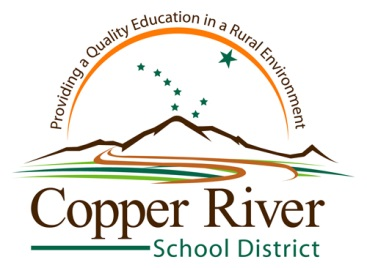 Providing a Quality Education in a Rural Environment
Copper River
School District